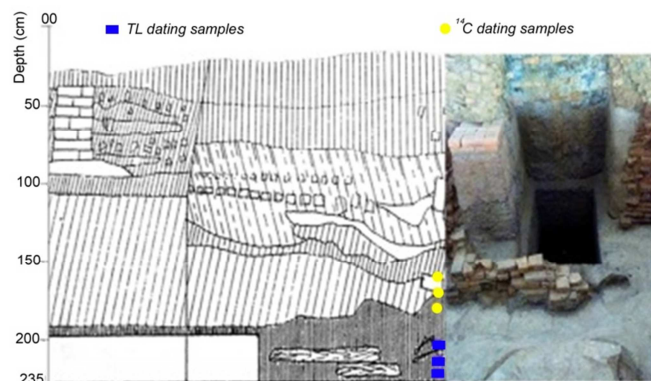 00
TL dating samples
¹⁴C dating samples
Depth (cm)
50
100
150
200
235